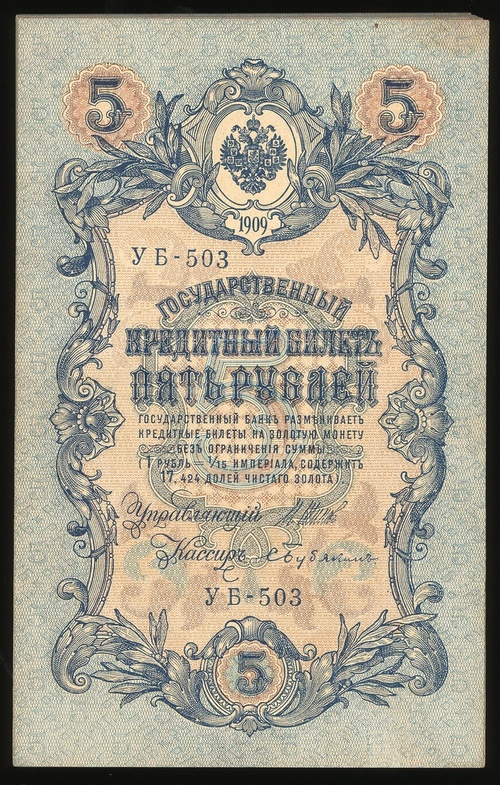 5 5
1909
УБ-503
ГОСУДАРСТВЕННЫЙ
КРЕДИТНЫЙ БИЛЕТЪ
ПЯТЬ РУБЛЕЙ
ГОСУДАРСТВЕННЫЙ БАНКЪ РАЗМѢНИВАЕТЪ
КРЕДИТНЫЕ БИЛЕТЫ НА ЗОЛОТУЮ МОНЕТУ
БЕЗЪ ОГРАНИЧЕНІЯ СУММЫ
(1 РУБЛЬ = 1/15 ИМПЕРІАЛА, СОДЕРЖИТЪ
17,424 ДОЛЕЙ ЧИСТАГО ЗОЛОТА).
Управляющій
Кассиръ
УБ-503
5